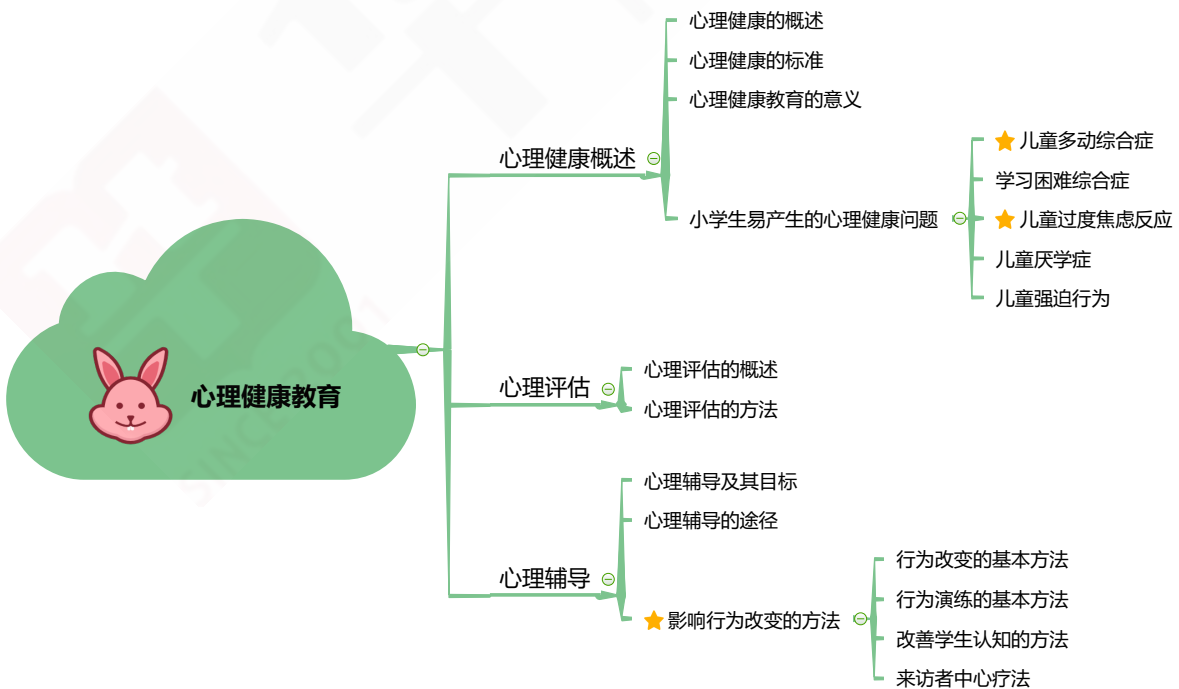 心理健康教育
心理健康概述
心理健康的概述
心理健康的标准
心理健康教育的意义
小学生易产生的心理健康问题
儿童多动综合症
学习困难综合症
儿童过度焦虑反应
儿童厌学症
儿童强迫行为
心理评估
心理评估的概述
心理评估的方法
心理辅导
心理辅导及其目标
心理辅导的途径
影响行为改变的方法
行为改变的基本方法
行为演练的基本方法
改善学生认知的方法
来访者中心疗法